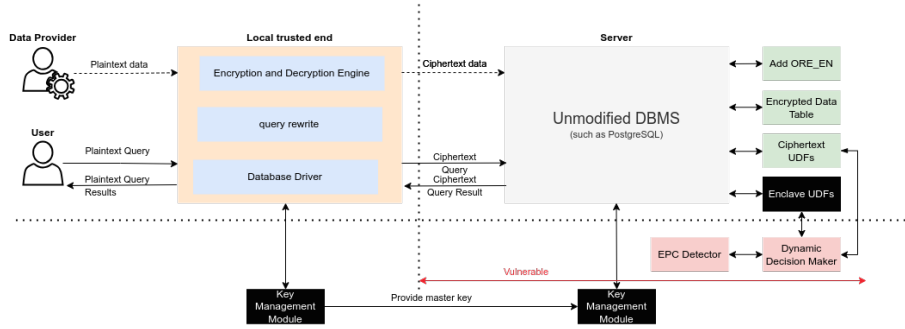 Data Provider
Local trusted end
Server
Plaintext data
Encryption and Decryption Engine
Ciphertext data
Add ORE_EN
query rewrite
Unmodified DBMS
(such as PostgreSQL)
Encrypted Data
Table
User
Plaintext Query
Database Driver
Ciphertext
Query
Ciphertext
UDFs
Plaintext Query
Results
Ciphertext
Query Result
Enclave UDFs
EPC Detector
Dynamic
Decision Maker
Vulnerable
Key
Management
Module
Provide master key
Key
Management
Module